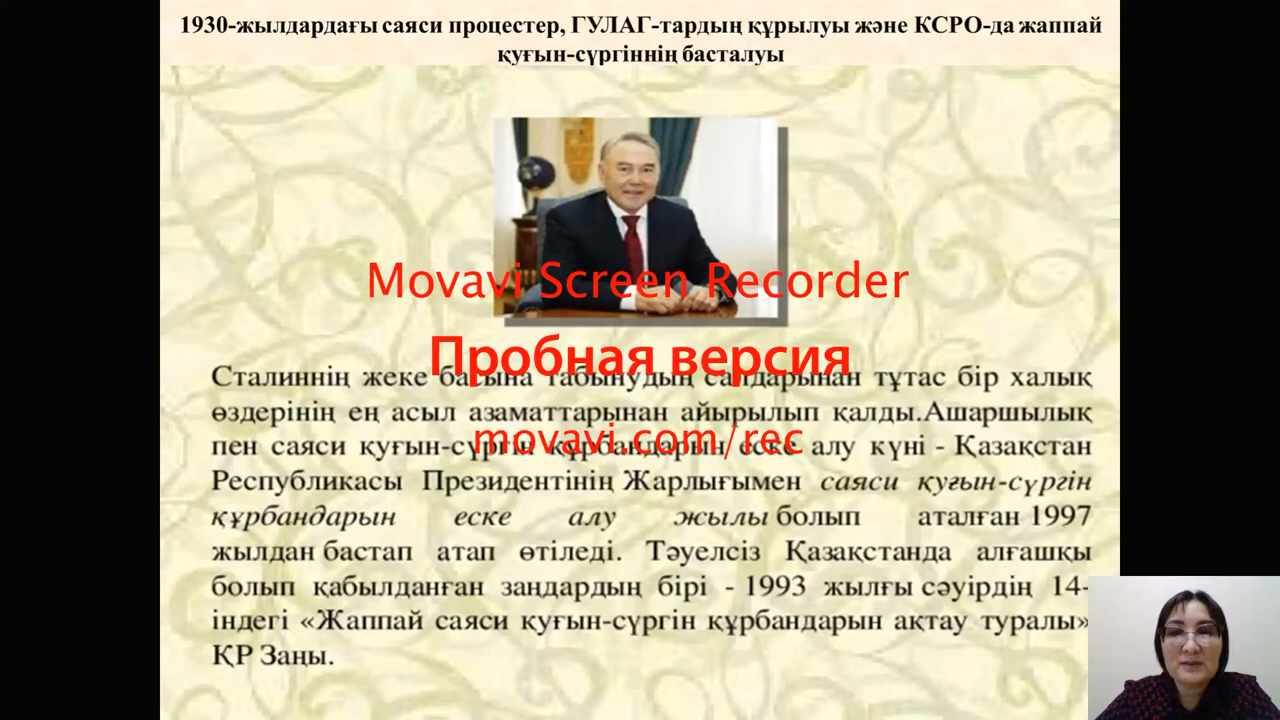 1930-жылдардағы саяси процестер, ГУЛАГ-тардың құрылуы және КСРО-да жаппай
қуғын-сүргіннің басталуы
Movavi Screen Recorder
Пробная версия
movavi.com/rec
Сталиннің жеке басына табынудың салдарынан тұтас бір халық
өздерінің ең асыл азаматтарынан айырылып қалды.Ашаршылық
пен саяси қуғын-сүргін құрбандарын еске алу күні - Қазақстан
Республикасы Президентінің Жарлығымен саяси қуғын-сүргін
құрбандарын еске алу жылы болып аталған 1997
жылдан бастап атап өтіледі. Тәуелсіз Қазақстанда алғашқы
болып қабылданған заңдардың бірі - 1993 жылғы сәуірдің 14-
індегі «Жаппай саяси қуғын-сүргін құрбандарын ақтау туралы»
ҚР Заңы.